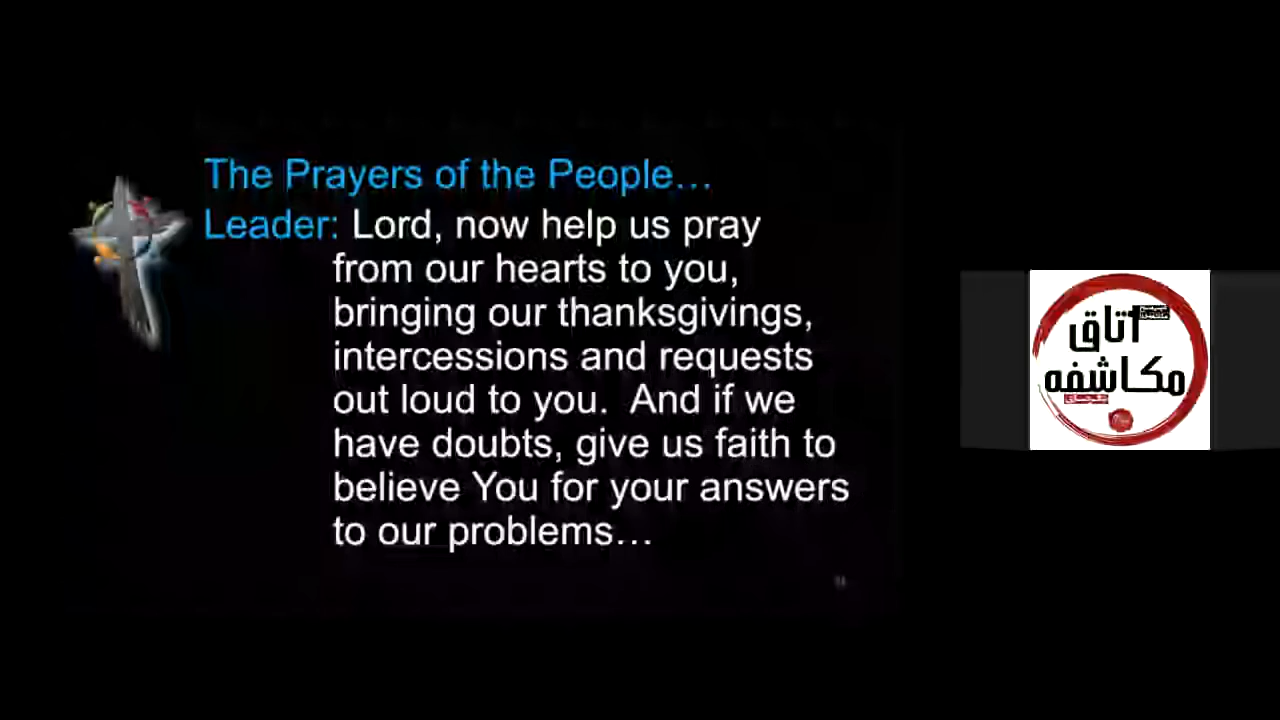 The Prayers of the People…
Leader: Lord, now help us pray
from our hearts to you,
bringing our thanksgivings,
intercessions and requests
out loud to you.  And if we
have doubts, give us faith to
believe You for your answers
to our problems…
اتاق
مکاشفه